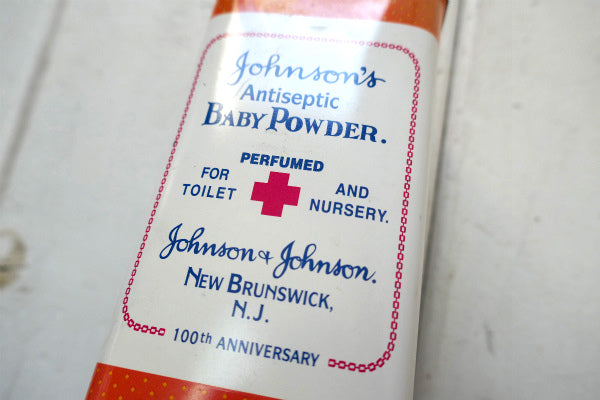 Johnson's
Antiseptic
BABY POWDER.
PERFUMED
FOR TOILET AND NURSERY.
Johnson & Johnson.
NEW BRUNSWICK,
N.J.
100th ANNIVERSARY